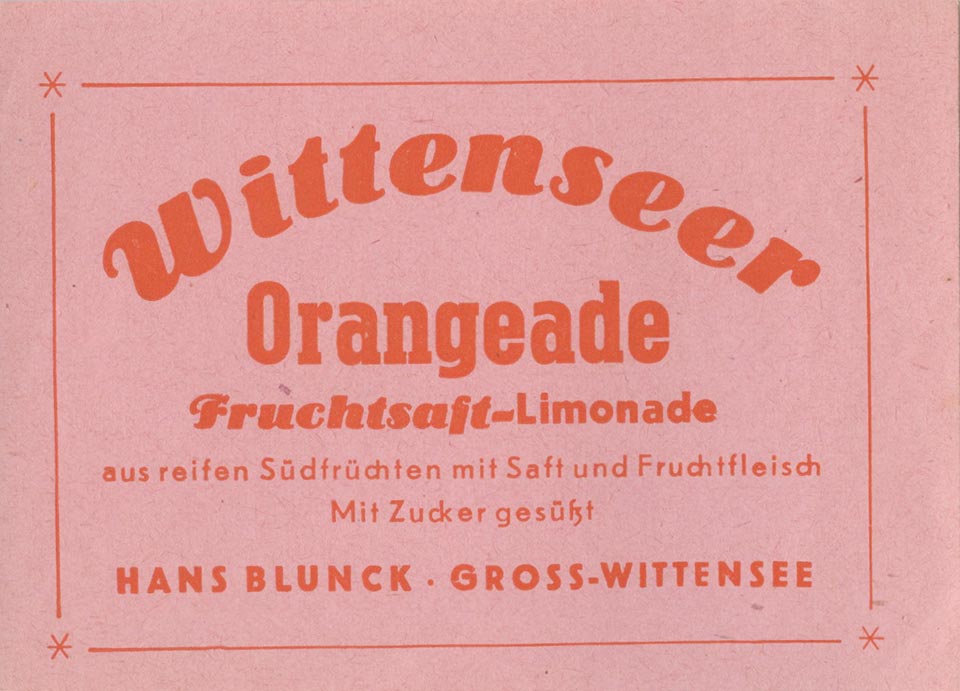 Wittenseer
Orangeade
Fruchtsaft-Limonade
aus reifen Südfrüchten mit Saft und Fruchtfleisch
Mit Zucker gesüßt
HANS BLUNCK · GROSS-WITTENSEE